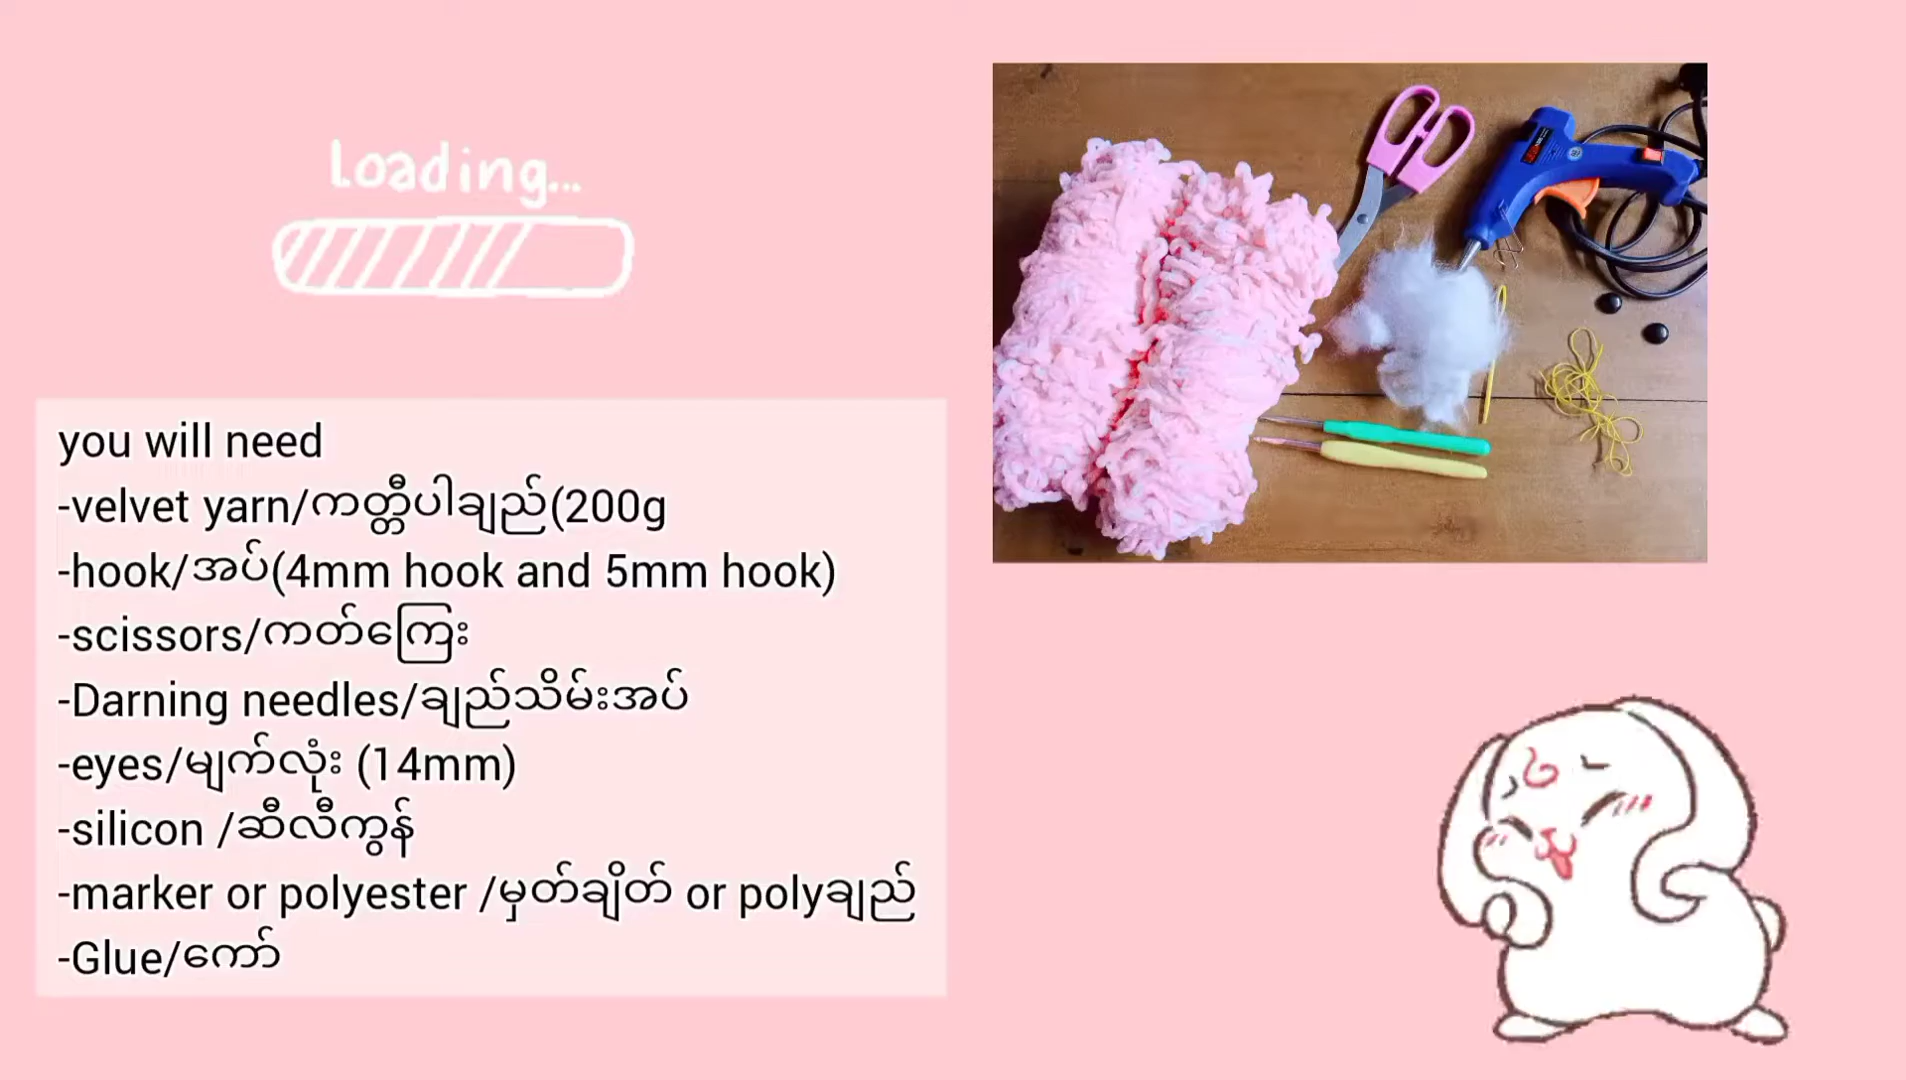 Loading...
you will need
-velvet yarn/ကတ္တီပါချည်(200g
-hook/အပ်(4mm hook and 5mm hook)
-scissors/ကတ်ကြေး
-Darning needles/ချည်သိမ်းအပ်
-eyes/မျက်လုံး (14mm)
-silicon /ဆီလီကွန်
-marker or polyester /မှတ်ချိတ် or polyချည်
-Glue/ကော်